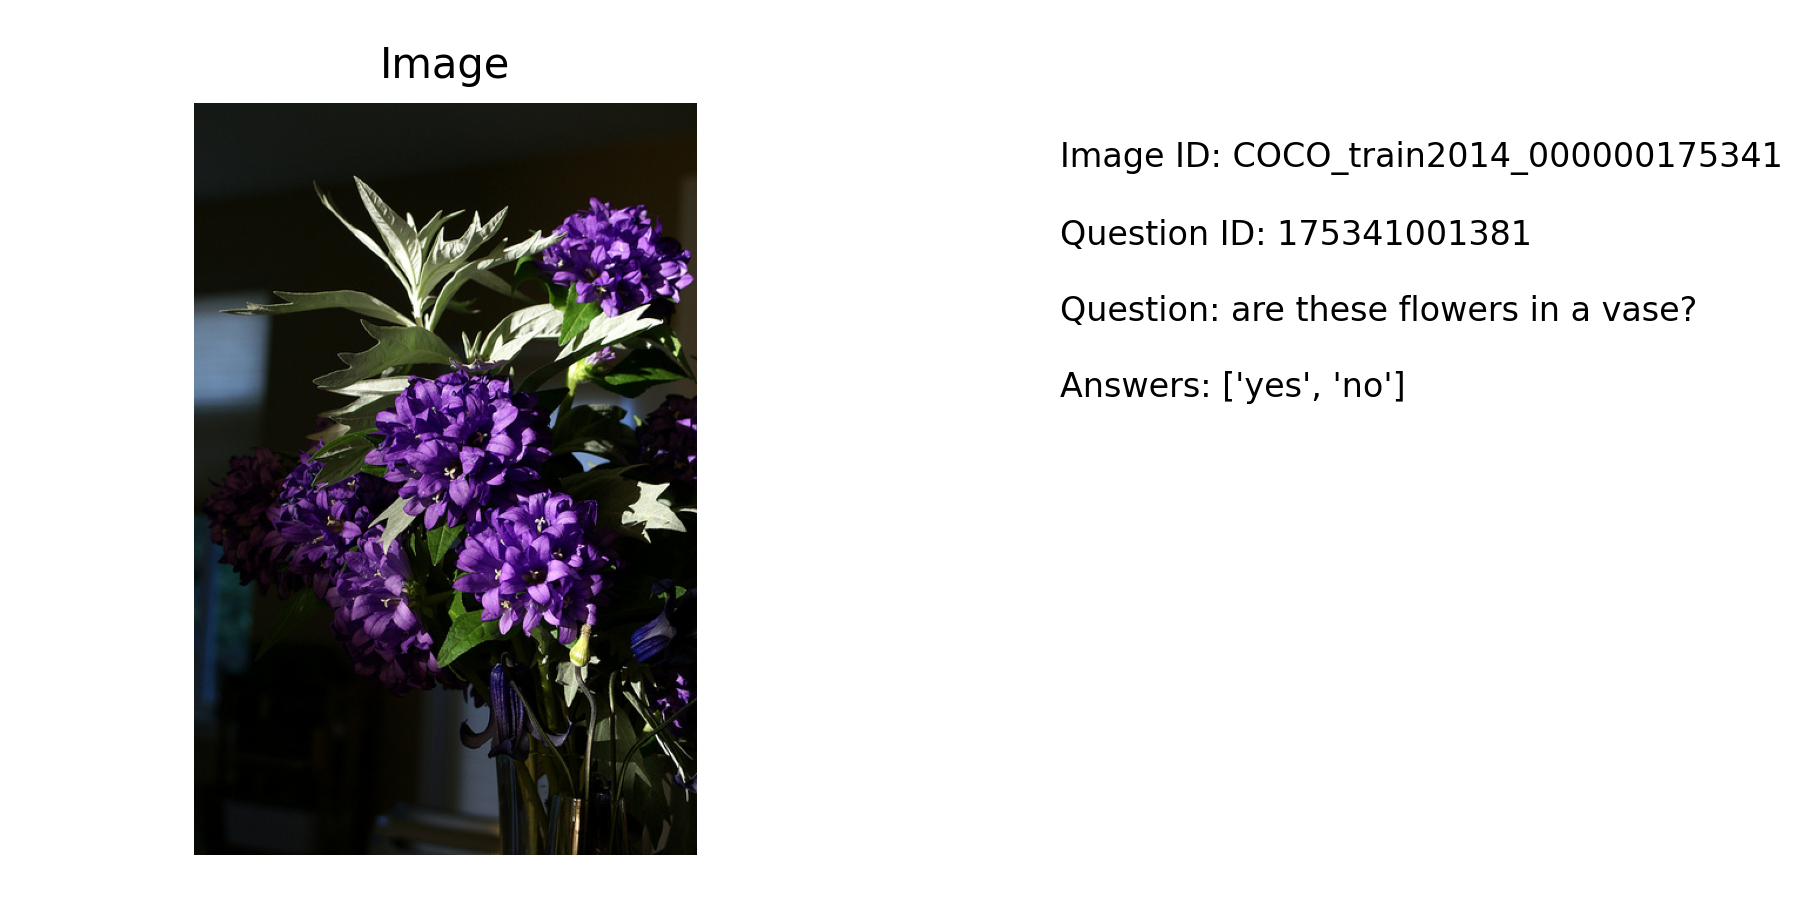 Image
Image ID: COCO_train2014_000000175341
Question ID: 175341001381
Question: are these flowers in a vase?
Answers: ['yes', 'no']